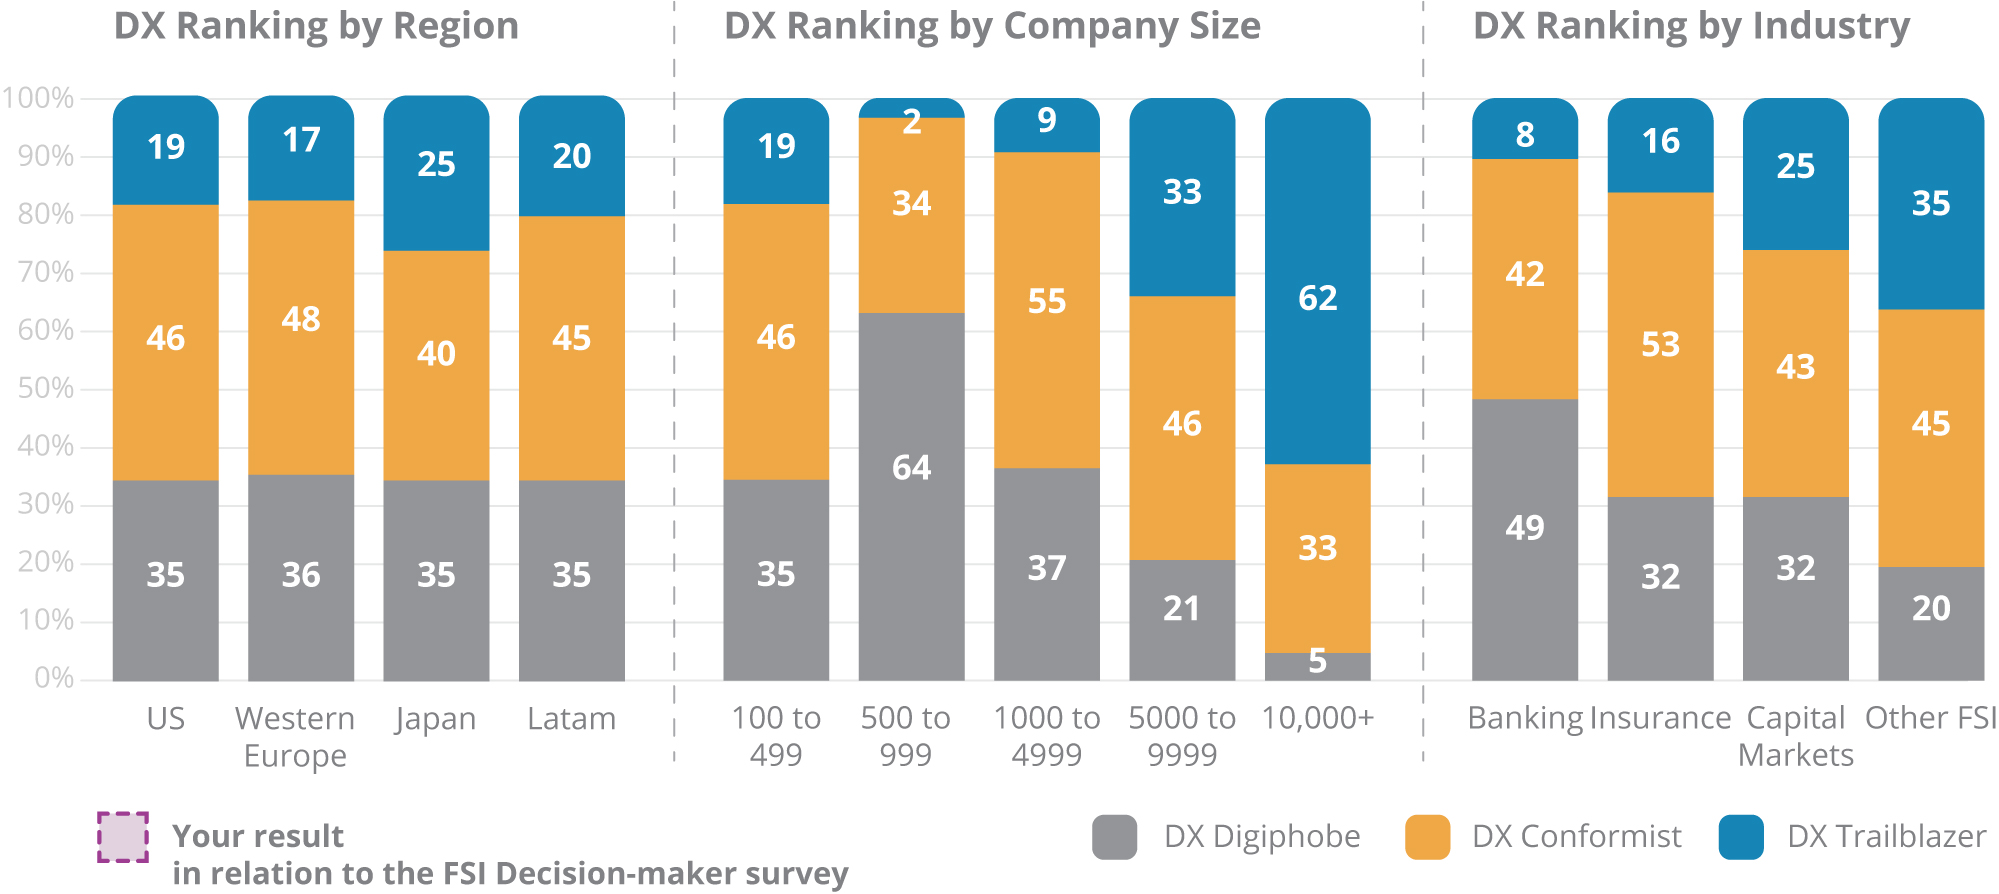 DX Ranking by Region
DX Ranking by Company Size
DX Ranking by Industry
100%
90%
80%
70%
60%
50%
40%
30%
20%
10%
0%
19
17
25
20
46
48
40
45
35
36
35
35
US
Western
Europe
Japan
Latam
19
2
9
33
62
46
34
55
46
33
35
64
37
21
5
100 to
499
500 to
999
1000 to
4999
5000 to
9999
10,000+
8
16
25
35
42
53
43
45
49
32
32
20
Banking
Insurance
Capital
Markets
Other FSI
Your result
in relation to the FSI Decision-maker survey
DX Digiphobe
DX Conformist
DX Trailblazer